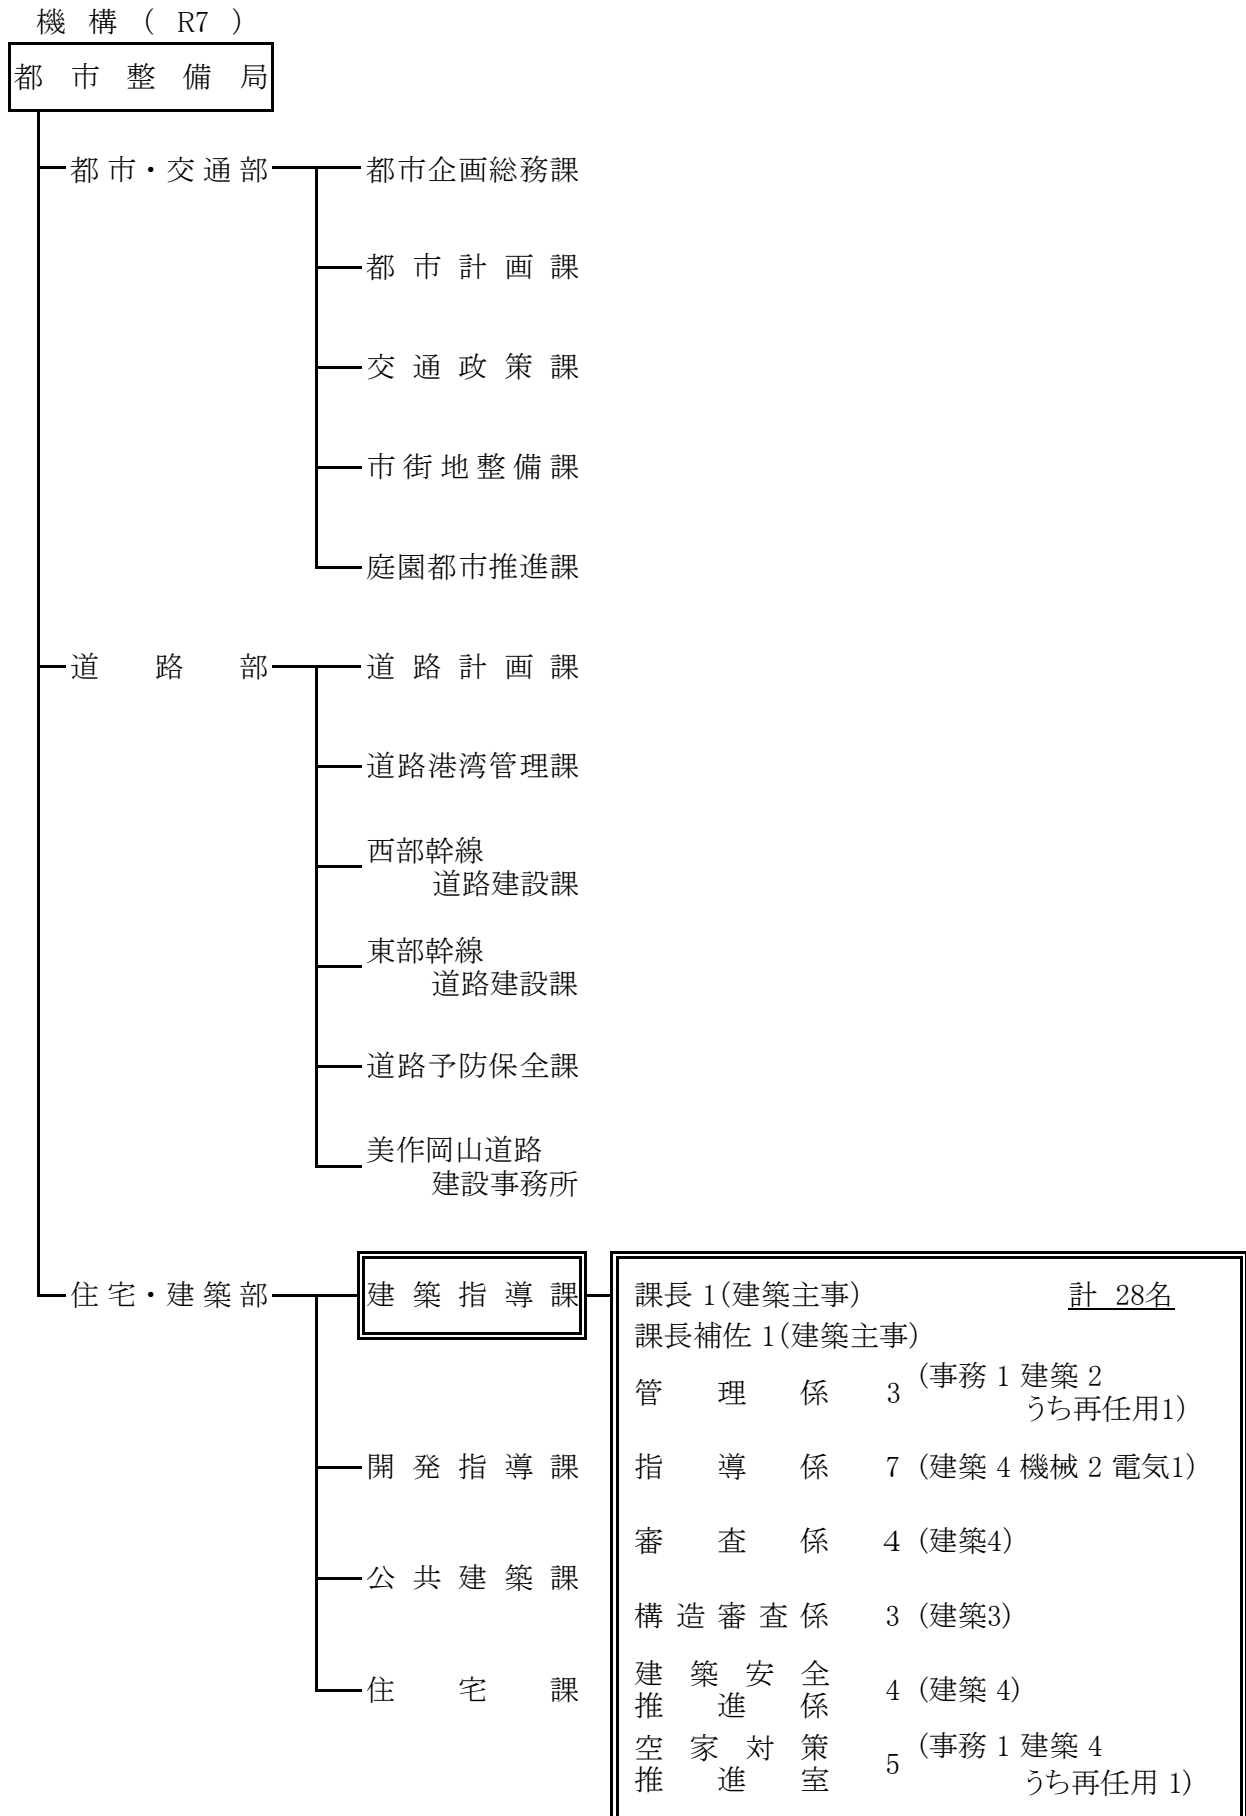 機構(R7)
都市整備局
都市・交通部
都市企画総務課
都市計画課
交通政策課
市街地整備課
庭園都市推進課
道路部
道路計画課
道路港湾管理課
西部幹線
道路建設課
東部幹線
道路建設課
道路予防保全課
美作岡山道路
建設事務所
住宅・建築部
建築指導課
課長 1(建築主事) 計 28名
課長補佐 1(建築主事)
管理係 3 (事務 1 建築 2
うち再任用1)
開発指導課
指導係 7 (建築 4 機械 2 電気1)
審査係 4 (建築4)
公共建築課
構造審査係 3 (建築3)
住宅課
建築安全
推進係 4 (建築 4)
空家対策
推進室 5 (事務 1 建築 4
うち再任用 1)